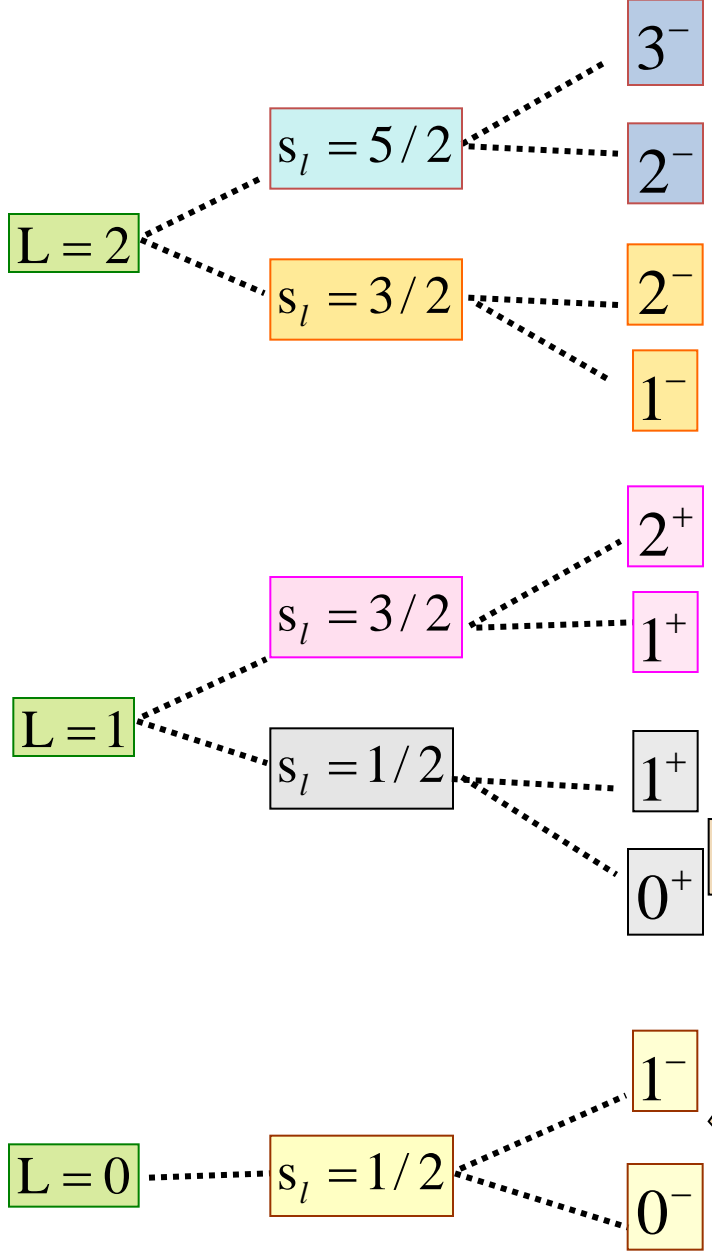 3⁻
s_l = 5/2
2⁻
L = 2
2⁻
s_l = 3/2
1⁻
2⁺
s_l = 3/2
1⁺
L = 1
s_l = 1/2
1⁺
0⁺
1⁻
L = 0
s_l = 1/2
0⁻